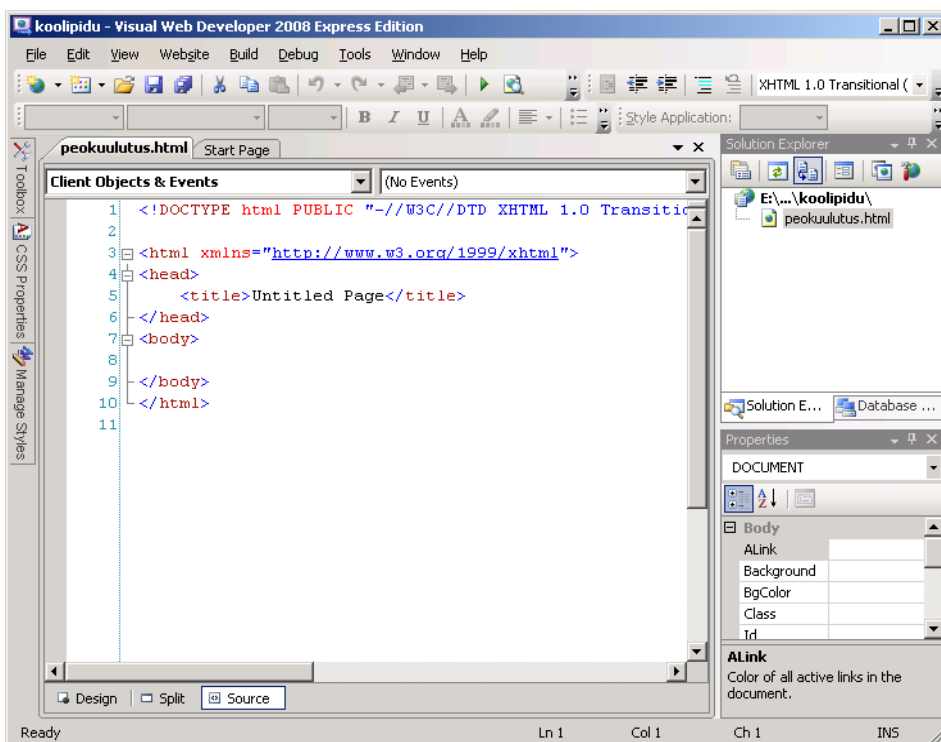 koolipidu - Visual Web Developer 2008 Express Edition
File Edit View Website Build Debug Tools Window Help
XHTML 1.0 Transitional (
B I U A Style Application:
peokuulutus.html Start Page
Client Objects & Events (No Events)
1 <!DOCTYPE html PUBLIC "-//W3C//DTD XHTML 1.0 Transitio
2
3 <html xmlns="http://www.w3.org/1999/xhtml">
4 <head>
5 <title>Untitled Page</title>
6 </head>
7 <body>
8
9 </body>
10 </html>
11
Design Split Source
Toolbox
CSS Properties
Manage Styles
Solution Explorer
E:\...\koolipidu\
peokuulutus.html
Solution E... Database ...
Properties
DOCUMENT
Body
ALink
Background
BgColor
Class
Id
ALink
Color of all active links in the
document.
Ready Ln 1 Col 1 Ch 1 INS